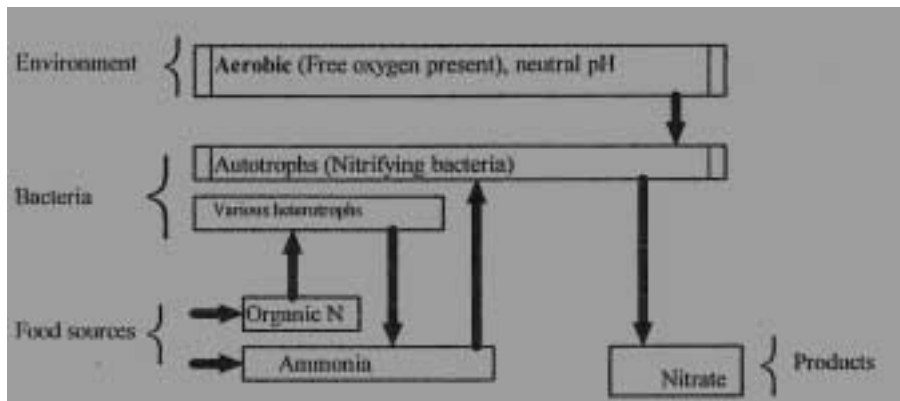 Environment
Aerobic (Free oxygen present), neutral pH
Autotrophs (Nitrifying bacteria)
Bacteria
Various heterotrophs
Organic N
Food sources
Ammonia
Nitrate
Products